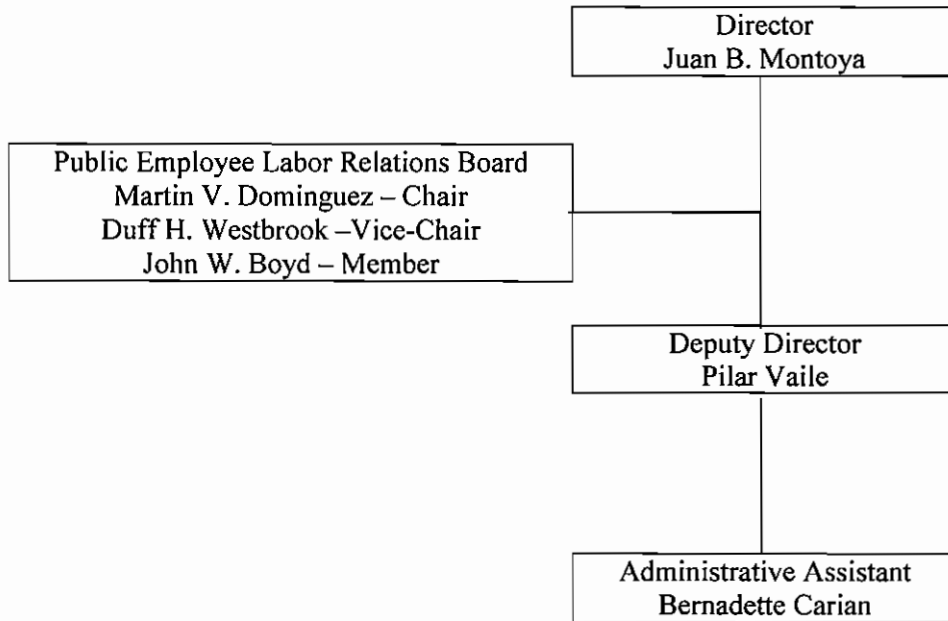 Director
Juan B. Montoya
Public Employee Labor Relations Board
Martin V. Dominguez – Chair
Duff H. Westbrook –Vice-Chair
John W. Boyd – Member
Deputy Director
Pilar Vaile
Administrative Assistant
Bernadette Carian